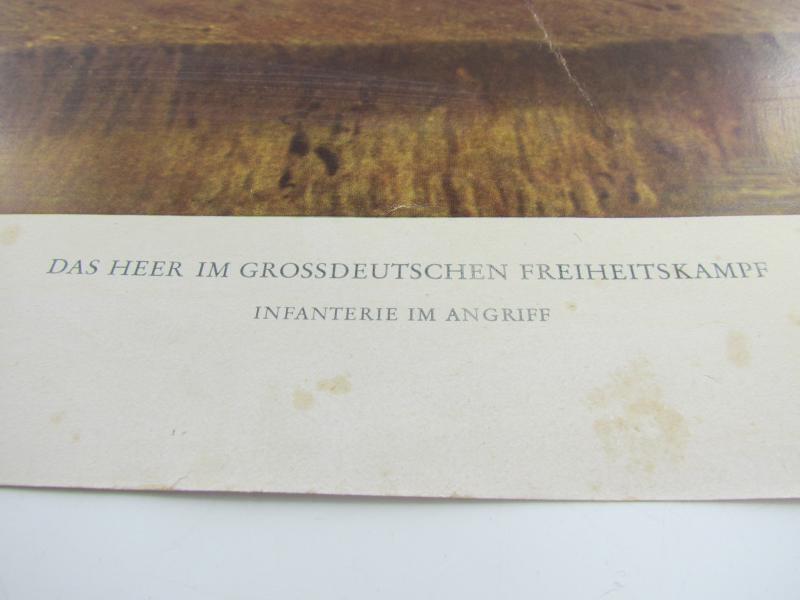 DAS HEER IM GROSSDEUTSCHEN FREIHEITSKAMPF
INFANTERIE IM ANGRIFF